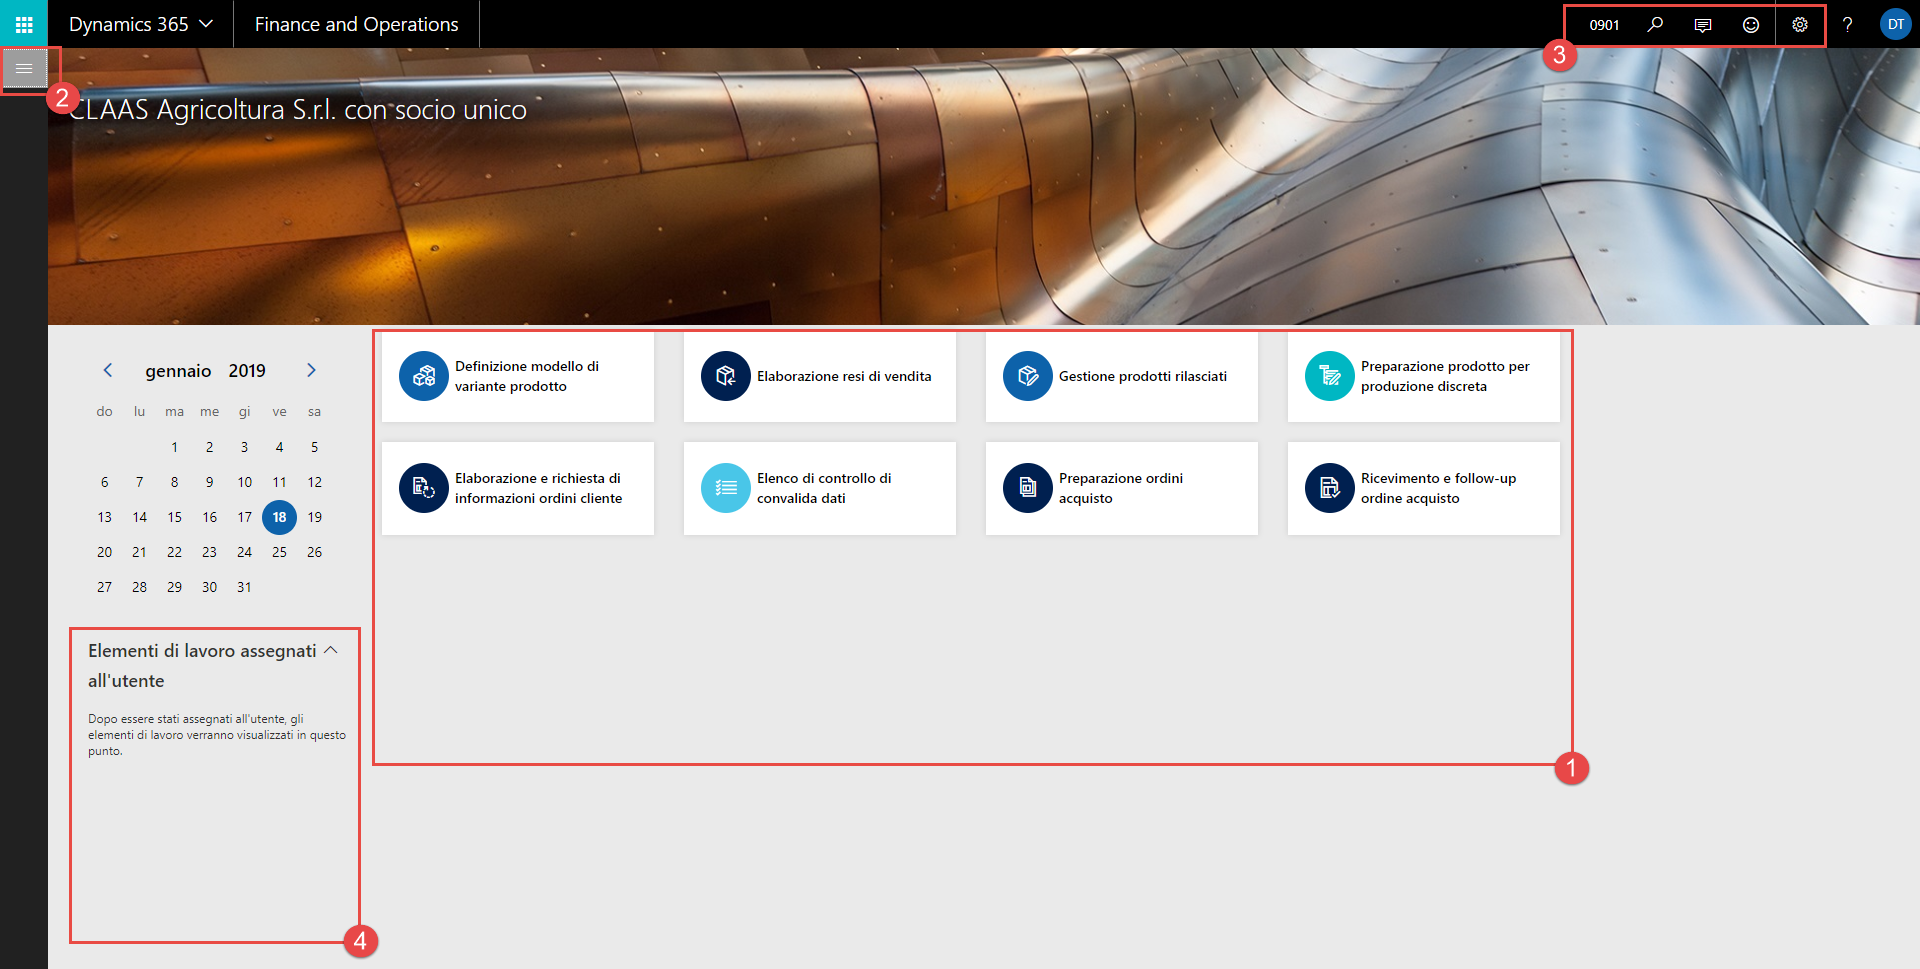 Dynamics 365
Finance and Operations
0901
?
DT
3
2
CLAAS Agricoltura S.r.l. con socio unico
gennaio 2019
do lu ma me gi ve sa
1 2 3 4 5
6 7 8 9 10 11 12
13 14 15 16 17 18 19
20 21 22 23 24 25 26
27 28 29 30 31
Definizione modello di
variante prodotto
Elaborazione resi di vendita
Gestione prodotti rilasciati
Preparazione prodotto per
produzione discreta
Elaborazione e richiesta di
informazioni ordini cliente
Elenco di controllo di
convalida dati
Preparazione ordini
acquisto
Ricevimento e follow-up
ordine acquisto
1
Elementi di lavoro assegnati
all'utente
Dopo essere stati assegnati all'utente, gli
elementi di lavoro verranno visualizzati in questo
punto.
4